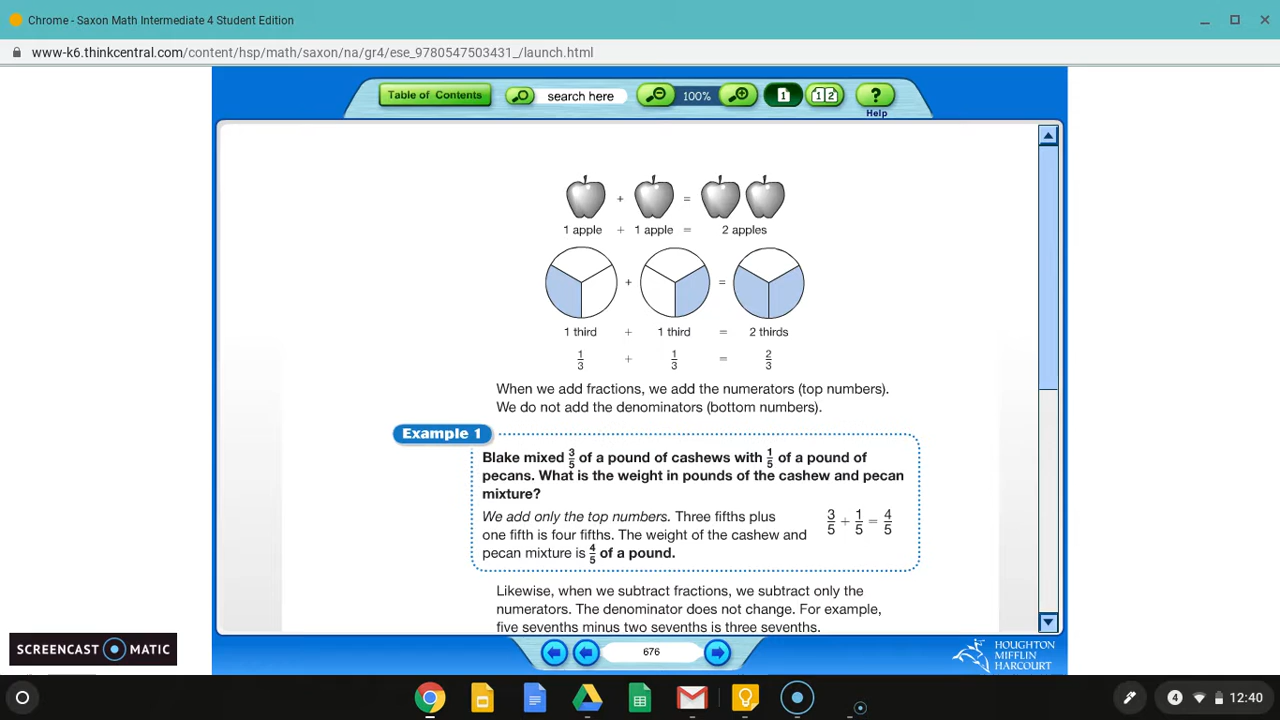 Chrome - Saxon Math Intermediate 4 Student Edition
www-k6.thinkcentral.com/content/hsp/math/saxon/na/gr4/ese_9780547503431_/launch.html
Table of Contents search here 100% 1 1 2 ?
Help
+ =
1 apple + 1 apple = 2 apples
+ =
1 third + 1 third = 2 thirds
1/3 + 1/3 = 2/3
When we add fractions, we add the numerators (top numbers).
We do not add the denominators (bottom numbers).
Example 1
Blake mixed 3/5 of a pound of cashews with 1/5 of a pound of
pecans. What is the weight in pounds of the cashew and pecan
mixture?
We add only the top numbers. Three fifths plus
one fifth is four fifths. The weight of the cashew and
pecan mixture is 4/5 of a pound.
3/5 + 1/5 = 4/5
Likewise, when we subtract fractions, we subtract only the
numerators. The denominator does not change. For example,
five sevenths minus two sevenths is three sevenths.
676
HOUGHTON
MIFFLIN
HARCOURT
SCREENCAST MATIC
4 12:40